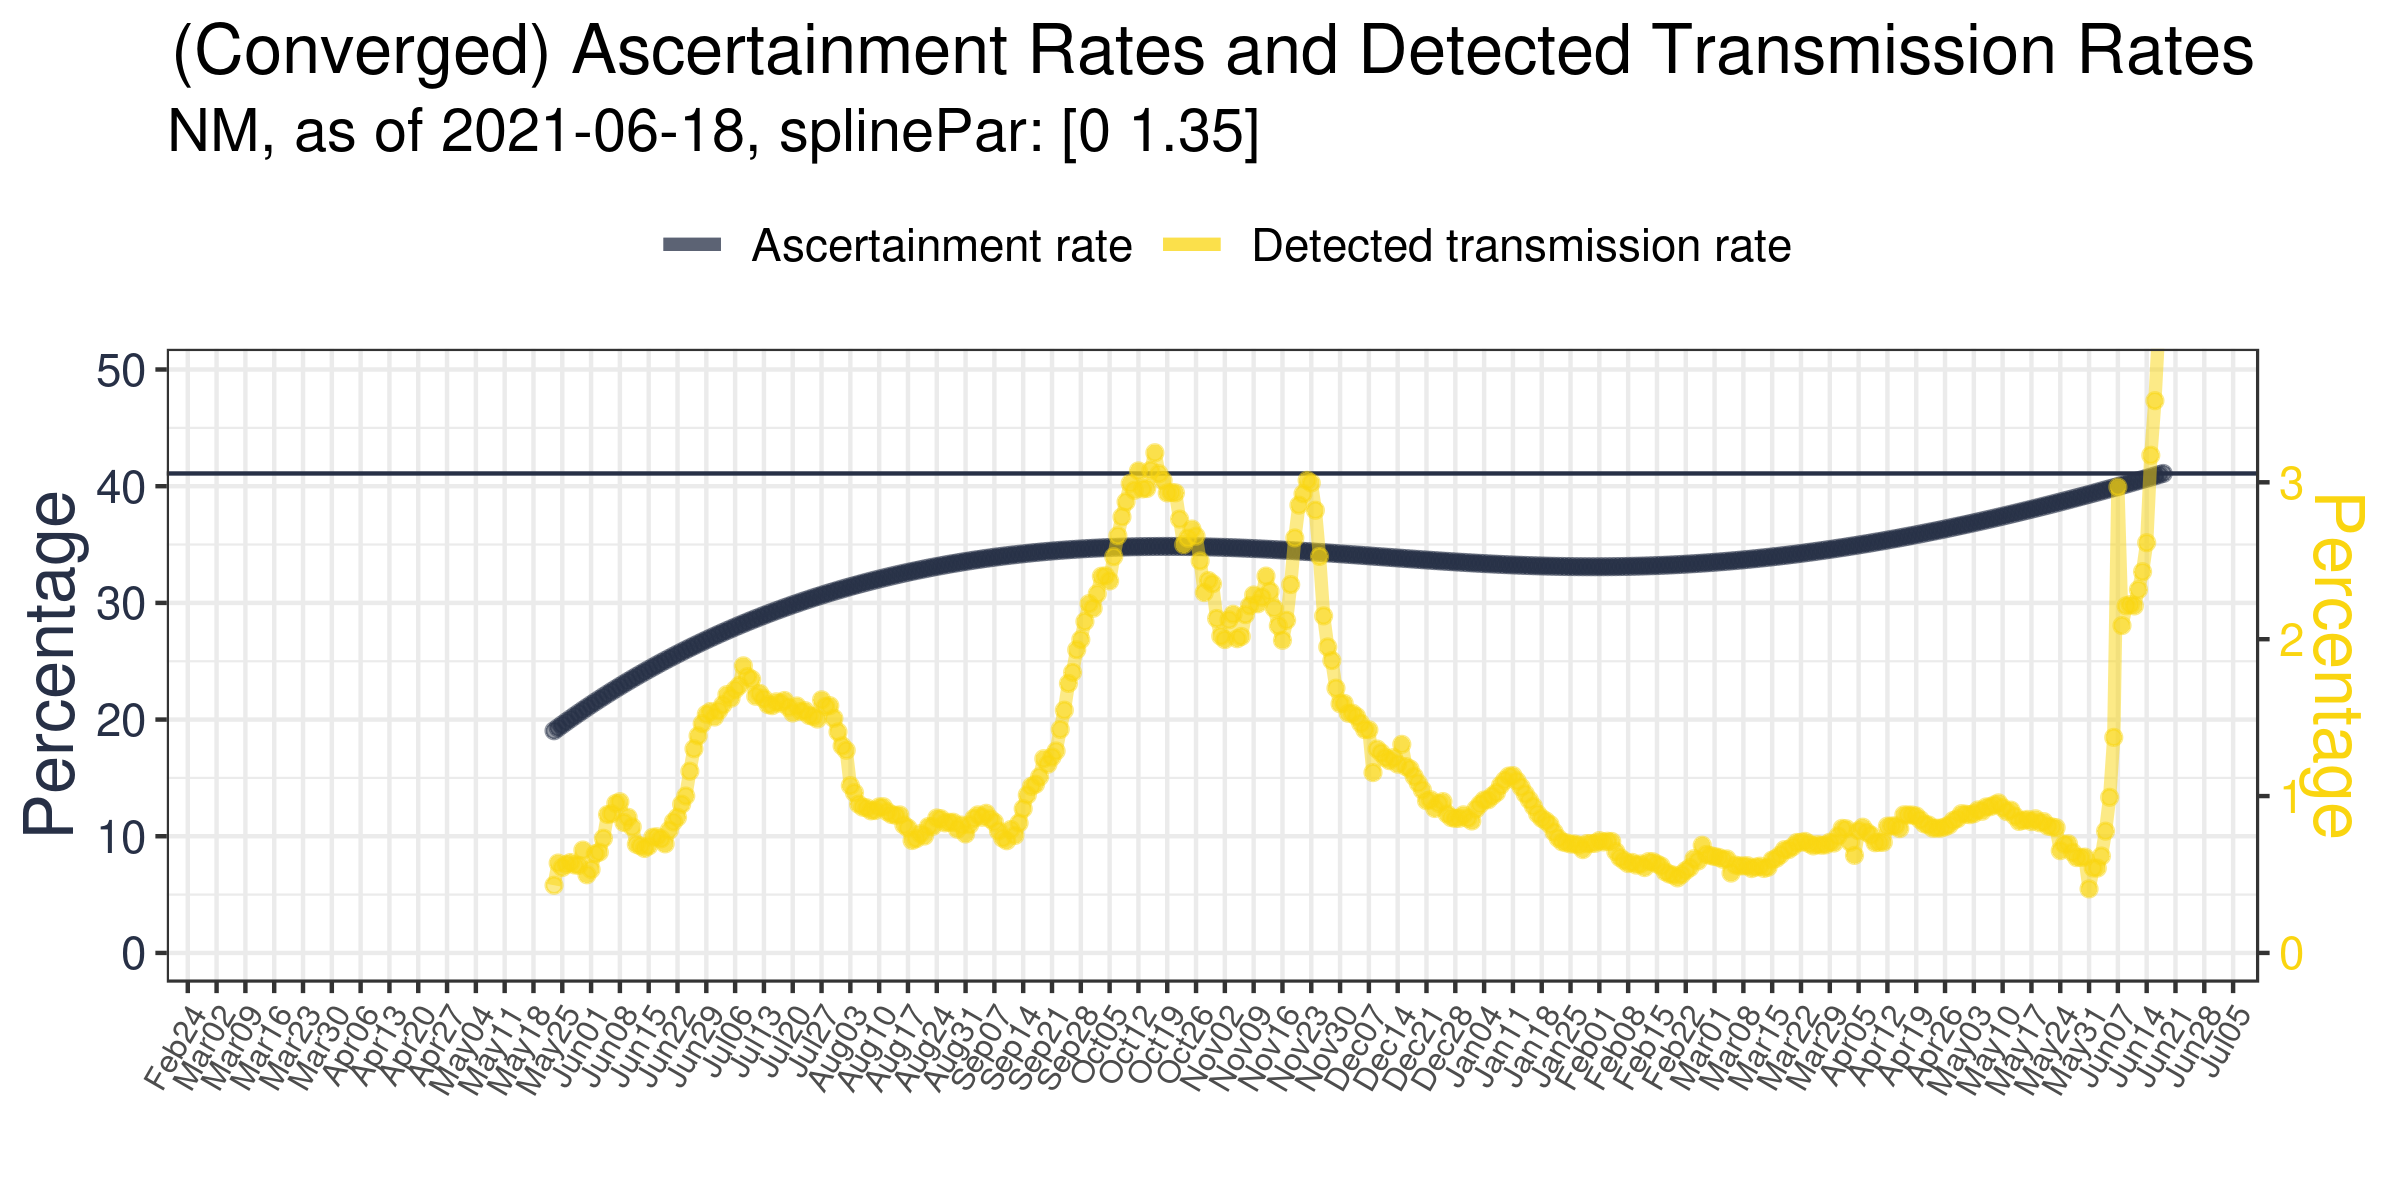 (Converged) Ascertainment Rates and Detected Transmission Rates
NM, as of 2021-06-18, splinePar: [0 1.35]
Ascertainment rate
Detected transmission rate
Percentage
50
40
30
20
10
0
3
2
1
0
Percentage
Feb24
Mar02
Mar09
Mar16
Mar23
Mar30
Apr06
Apr13
Apr20
Apr27
May04
May11
May18
May25
Jun01
Jun08
Jun15
Jun22
Jun29
Jul06
Jul13
Jul20
Jul27
Aug03
Aug10
Aug17
Aug24
Aug31
Sep07
Sep14
Sep21
Sep28
Oct05
Oct12
Oct19
Oct26
Nov02
Nov09
Nov16
Nov23
Nov30
Dec07
Dec14
Dec21
Dec28
Jan04
Jan11
Jan18
Jan25
Feb01
Feb08
Feb15
Feb22
Mar01
Mar08
Mar15
Mar22
Mar29
Apr05
Apr12
Apr19
Apr26
May03
May10
May17
May24
May31
Jun07
Jun14
Jun21
Jun28
Jul05